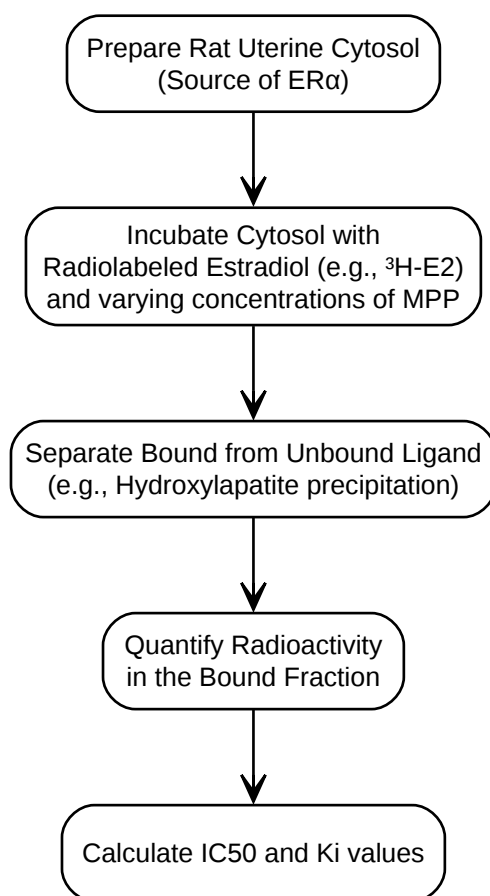 Prepare Rat Uterine Cytosol
(Source of ERα)
Incubate Cytosol with
Radiolabeled Estradiol (e.g., ³H-E2)
and varying concentrations of MPP
Separate Bound from Unbound Ligand
(e.g., Hydroxylapatite precipitation)
Quantify Radioactivity
in the Bound Fraction
Calculate IC50 and Ki values